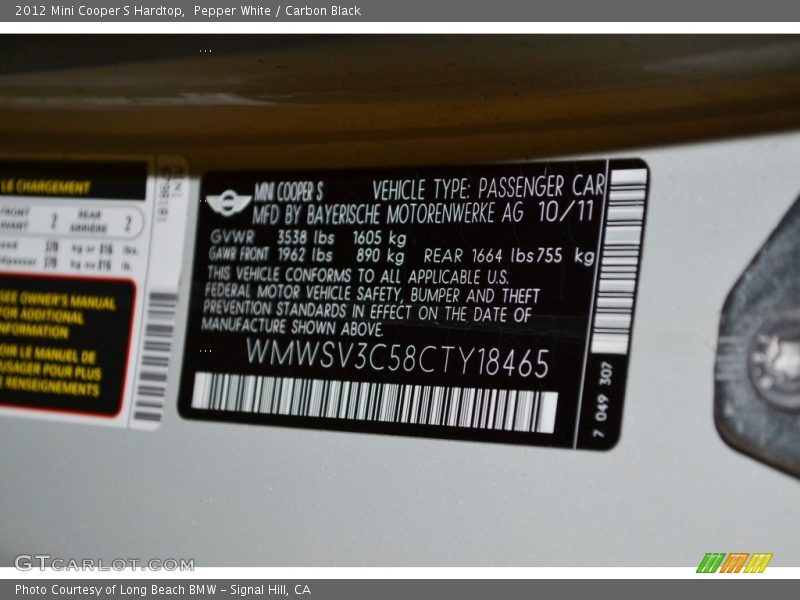 2012 Mini Cooper S Hardtop, Pepper White / Carbon Black
LE CHARGEMENT
FRONT
AVANT
2
REAR
ARRIÈRE
2
kg or 816 lb.
SEE OWNER'S MANUAL
FOR ADDITIONAL
INFORMATION
VOIR LE MANUEL DE
L'USAGER POUR PLUS
RENSEIGNEMENTS
MINI COOPER S VEHICLE TYPE: PASSENGER CAR
MFD BY BAYERISCHE MOTORENWERKE AG 10/11
GVWR 3538 lbs 1605 kg
GAWR FRONT 1962 lbs 890 kg REAR 1664 lbs 755 kg
THIS VEHICLE CONFORMS TO ALL APPLICABLE U.S.
FEDERAL MOTOR VEHICLE SAFETY, BUMPER AND THEFT
PREVENTION STANDARDS IN EFFECT ON THE DATE OF
MANUFACTURE SHOWN ABOVE.
WMWSV3C58CTY18465
7 049 307
GTCARLOT.COM
Photo Courtesy of Long Beach BMW - Signal Hill, CA